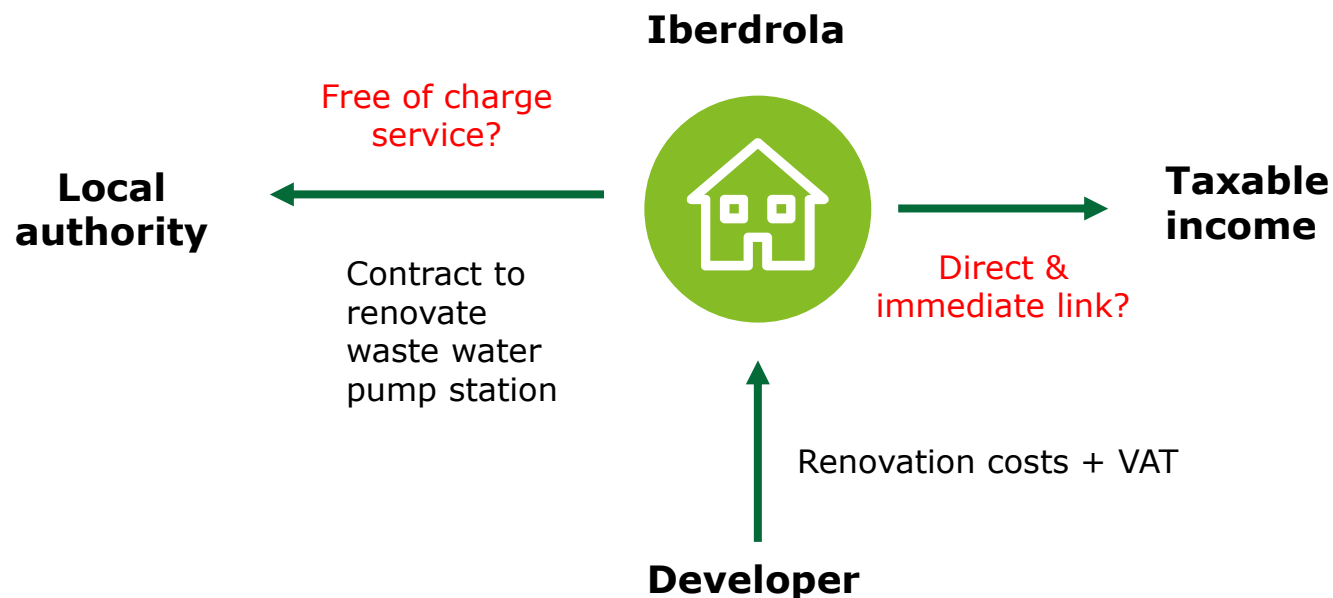 Iberdrola
Free of charge
service?
Local
authority
Taxable
income
Contract to
renovate
waste water
pump station
Direct &
immediate link?
Renovation costs + VAT
Developer